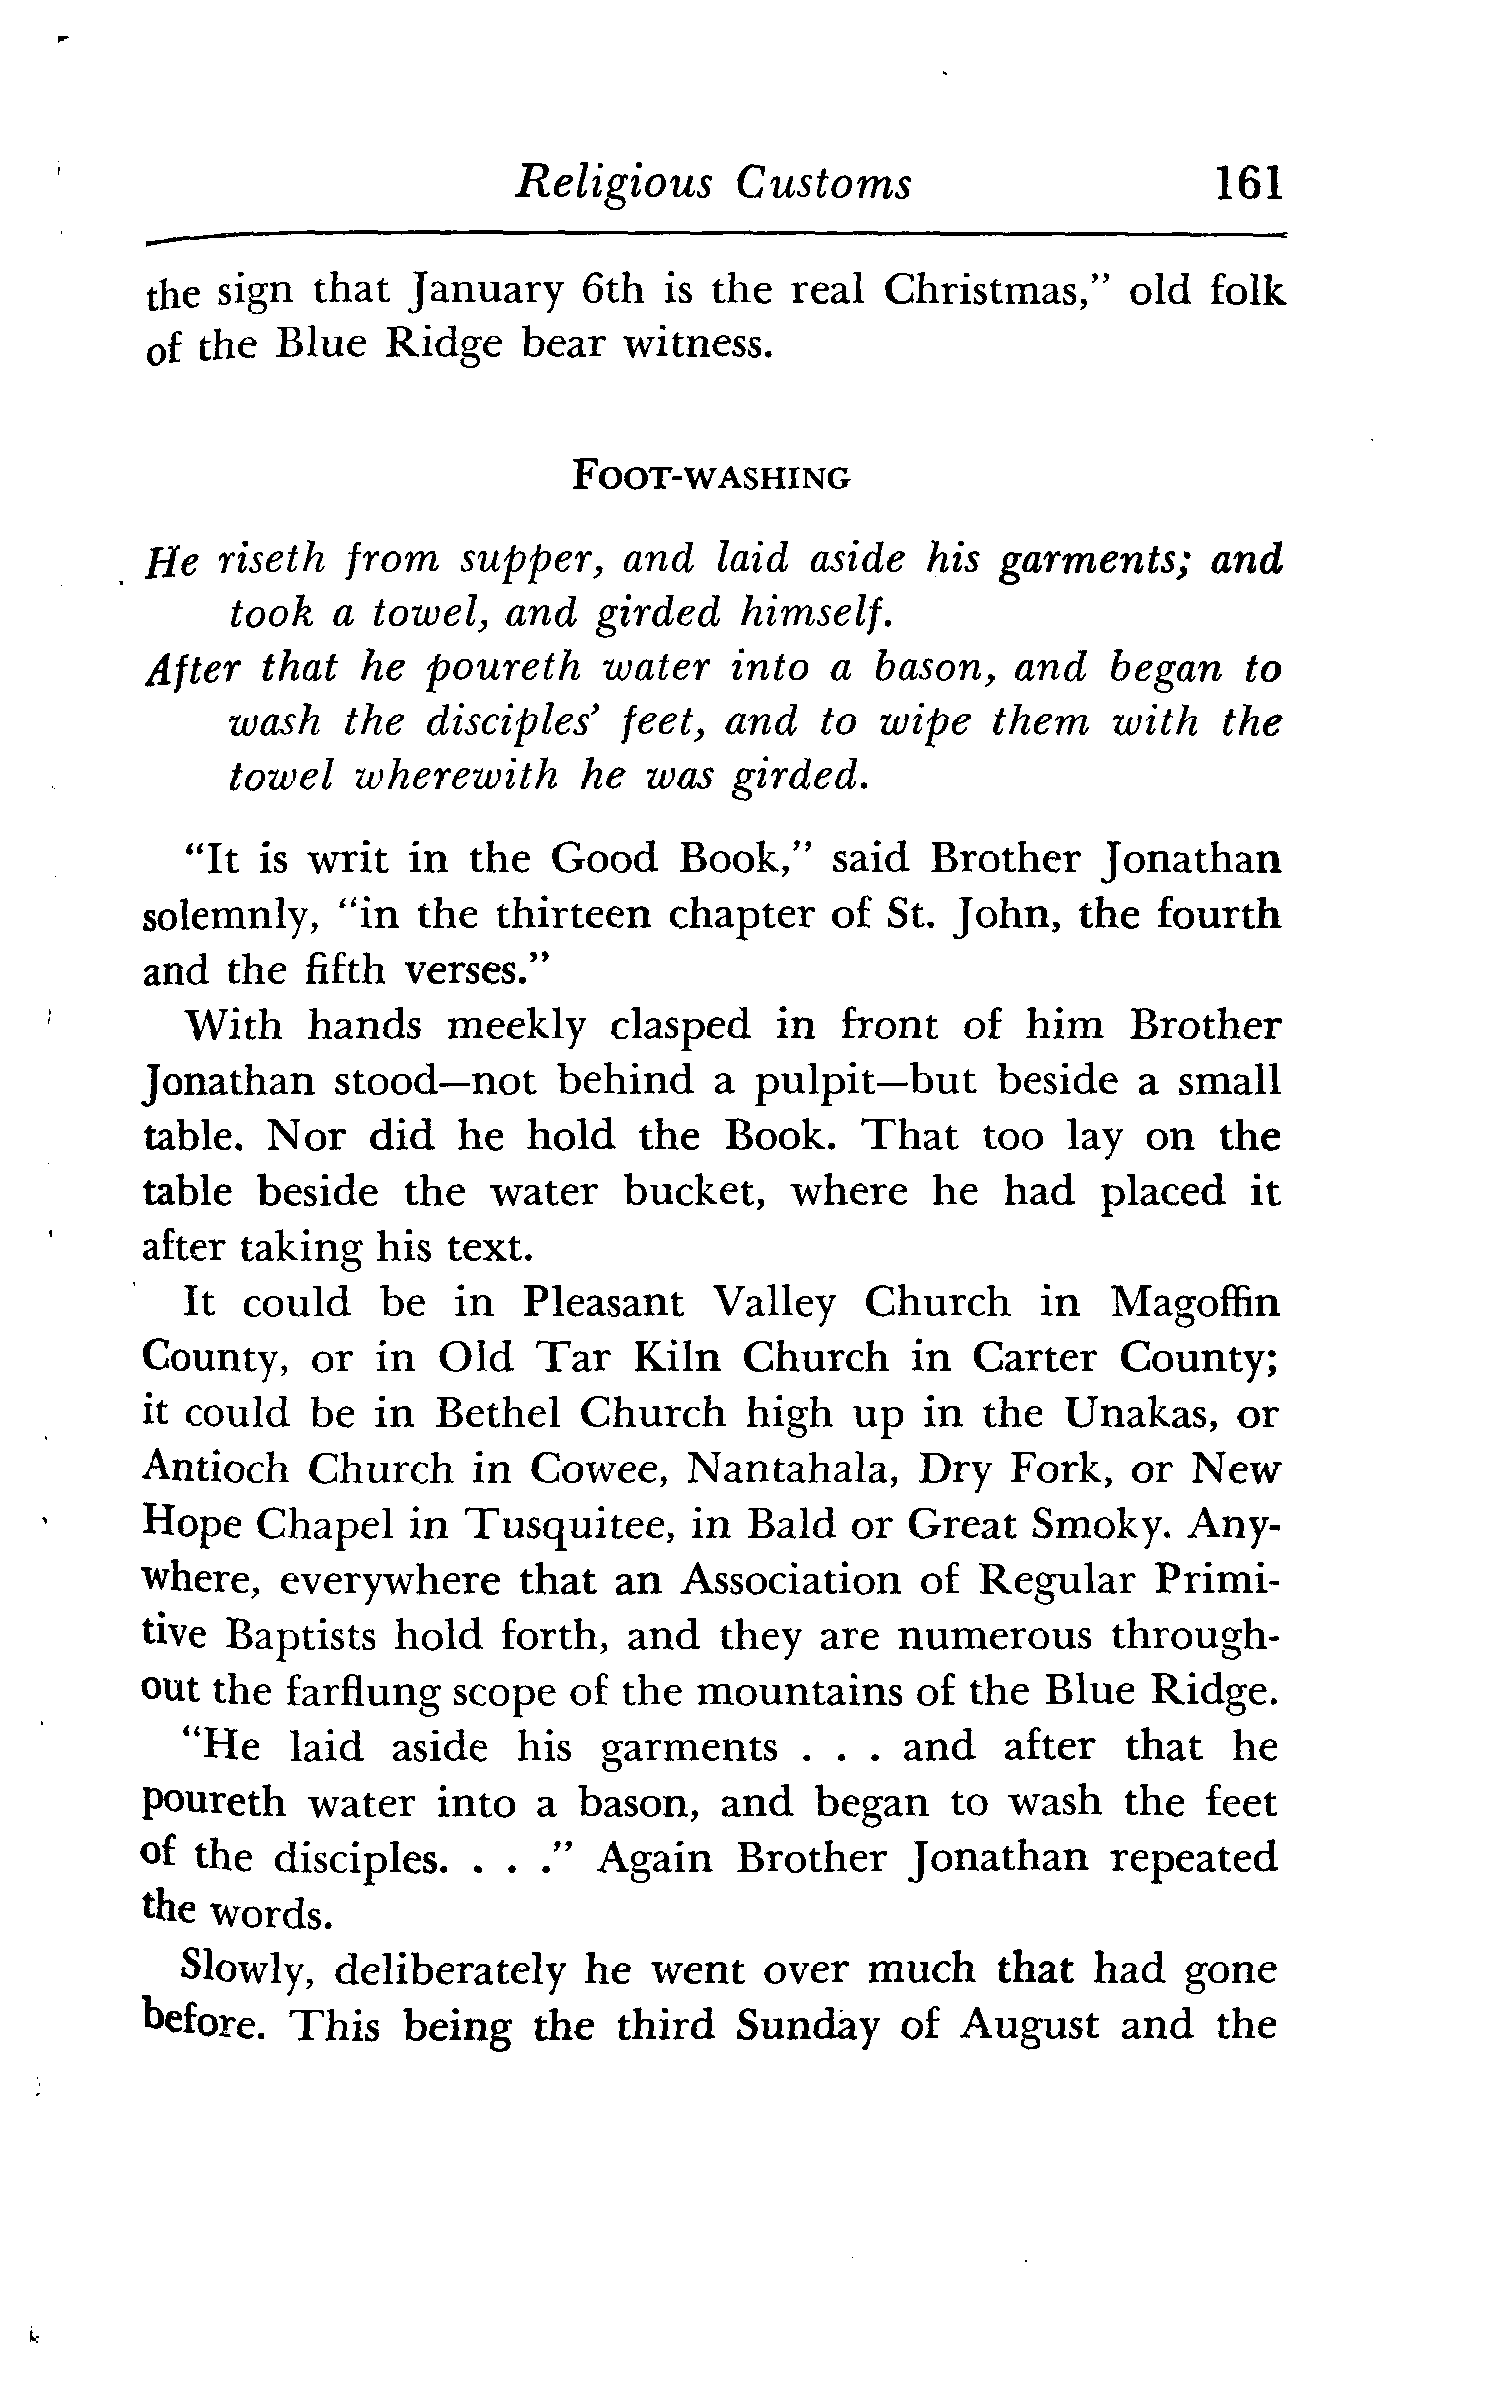 Religious Customs 161
the sign that January 6th is the real Christmas," old folk
of the Blue Ridge bear witness.
FOOT-WASHING
He riseth from supper, and laid aside his garments; and
took a towel, and girded himself.
After that he poureth water into a bason, and began to
wash the disciples' feet, and to wipe them with the
towel wherewith he was girded.
"It is writ in the Good Book," said Brother Jonathan
solemnly, "in the thirteen chapter of St. John, the fourth
and the fifth verses."
With hands meekly clasped in front of him Brother
Jonathan stood—not behind a pulpit—but beside a small
table. Nor did he hold the Book. That too lay on the
table beside the water bucket, where he had placed it
after taking his text.
It could be in Pleasant Valley Church in Magoffin
County, or in Old Tar Kiln Church in Carter County;
it could be in Bethel Church high up in the Unakas, or
Antioch Church in Cowee, Nantahala, Dry Fork, or New
Hope Chapel in Tusquitee, in Bald or Great Smoky. Any-
where, everywhere that an Association of Regular Primi-
tive Baptists hold forth, and they are numerous through-
out the farflung scope of the mountains of the Blue Ridge.
"He laid aside his garments . . . and after that he
poureth water into a bason, and began to wash the feet
of the disciples. . . ." Again Brother Jonathan repeated
the words.
Slowly, deliberately he went over much that had gone
before. This being the third Sunday of August and the